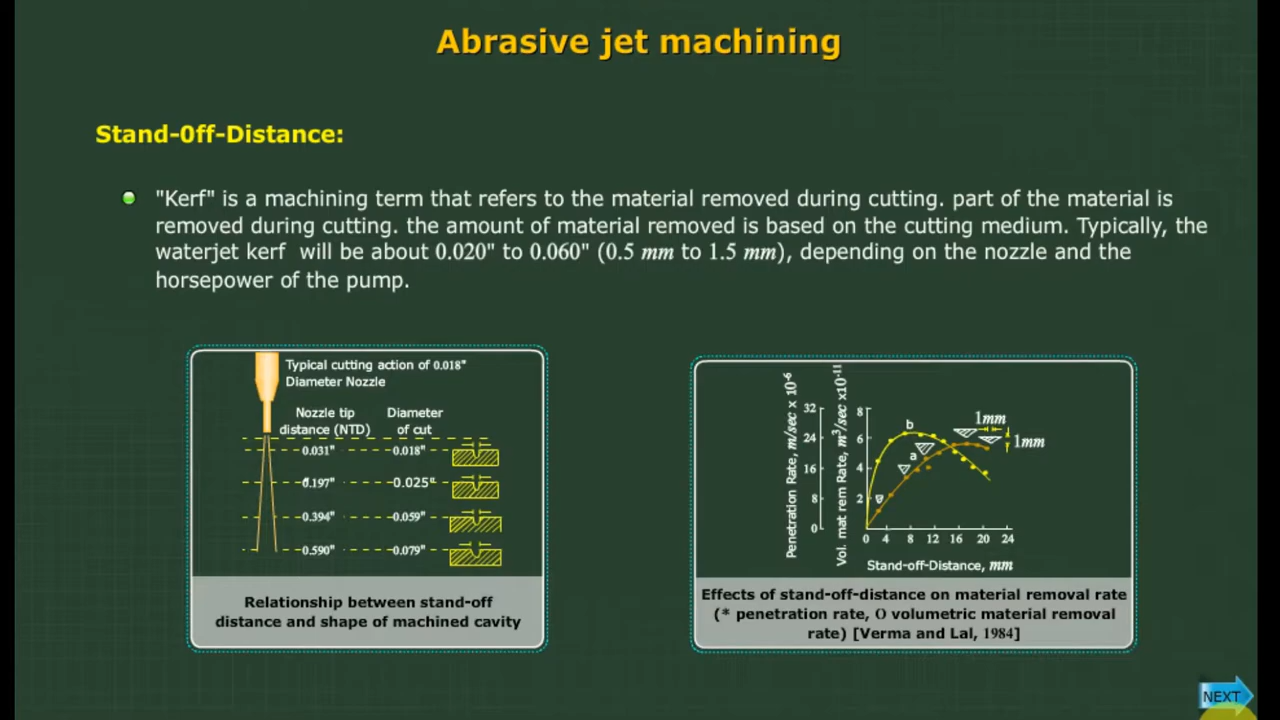 Abrasive jet machining
Stand-0ff-Distance:
"Kerf" is a machining term that refers to the material removed during cutting. part of the material is
removed during cutting. the amount of material removed is based on the cutting medium. Typically, the
waterjet kerf will be about 0.020" to 0.060" (0.5 mm to 1.5 mm), depending on the nozzle and the
horsepower of the pump.
Typical cutting action of 0.018"
Diameter Nozzle
Nozzle tip Diameter
distance (NTD) of cut
0.031" 0.018"
0.197" 0.025"
0.394" 0.059"
0.590" 0.079"
Relationship between stand-off
distance and shape of machined cavity
Penetration Rate, m/sec x 10-6
Vol. mat rem Rate, m3/sec x10-11
32 8
24 6
16 4
8 2
0
b
a
1mm
1mm
0 4 8 12 16 20 24
Stand-off-Distance, mm
Effects of stand-off-distance on material removal rate
(* penetration rate, O volumetric material removal
rate) [Verma and Lal, 1984]
NEXT